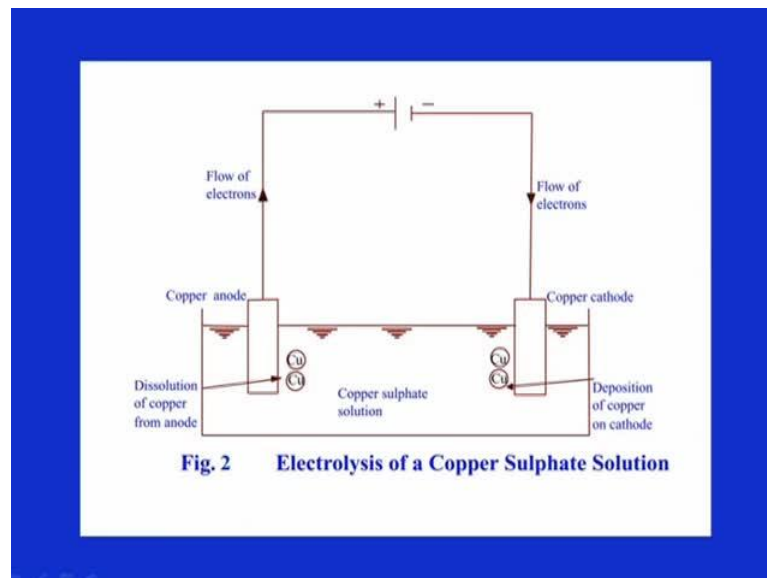 + −
Flow of
electrons
Flow of
electrons
Copper anode
Copper cathode
Cu
Cu
Cu
Cu
Dissolution
of copper
from anode
Copper sulphate
solution
Deposition
of copper
on cathode
Fig. 2 Electrolysis of a Copper Sulphate Solution